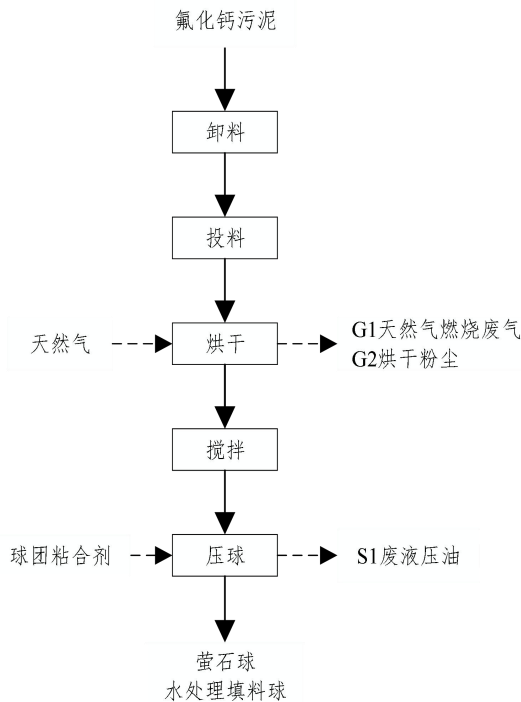 氟化钙污泥
卸料
投料
天然气
烘干
G1天然气燃烧废气
G2烘干粉尘
搅拌
球团粘合剂
压球
S1废液压油
萤石球
水处理填料球